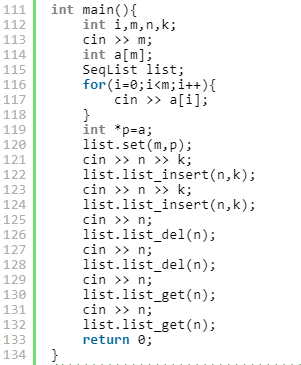 111 int main(){
112     int i,m,n,k;
113     cin >> m;
114     int a[m];
115     SeqList list;
116     for(i=0;i<m;i++){
117         cin >> a[i];
118     }
119     int *p=a;
120     list.set(m,p);
121     cin >> n >> k;
122     list.list_insert(n,k);
123     cin >> n >> k;
124     list.list_insert(n,k);
125     cin >> n;
126     list.list_del(n);
127     cin >> n;
128     list.list_del(n);
129     cin >> n;
130     list.list_get(n);
131     cin >> n;
132     list.list_get(n);
133     return 0;
134 }